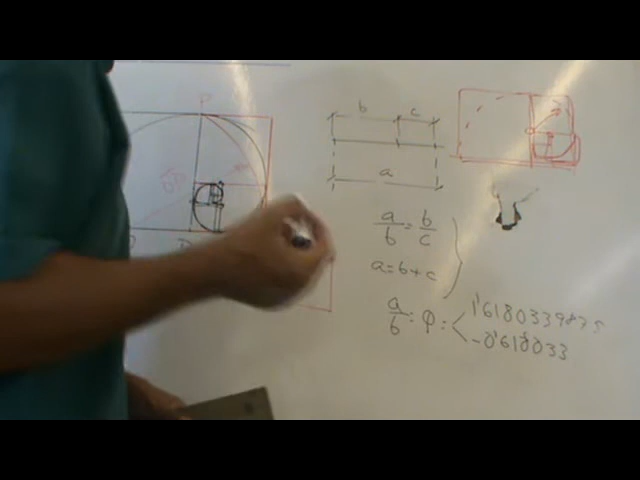 P
b c
a
a/b = b/c
a = b + c
a/b : φ : < 1'6180339875
-0'618033